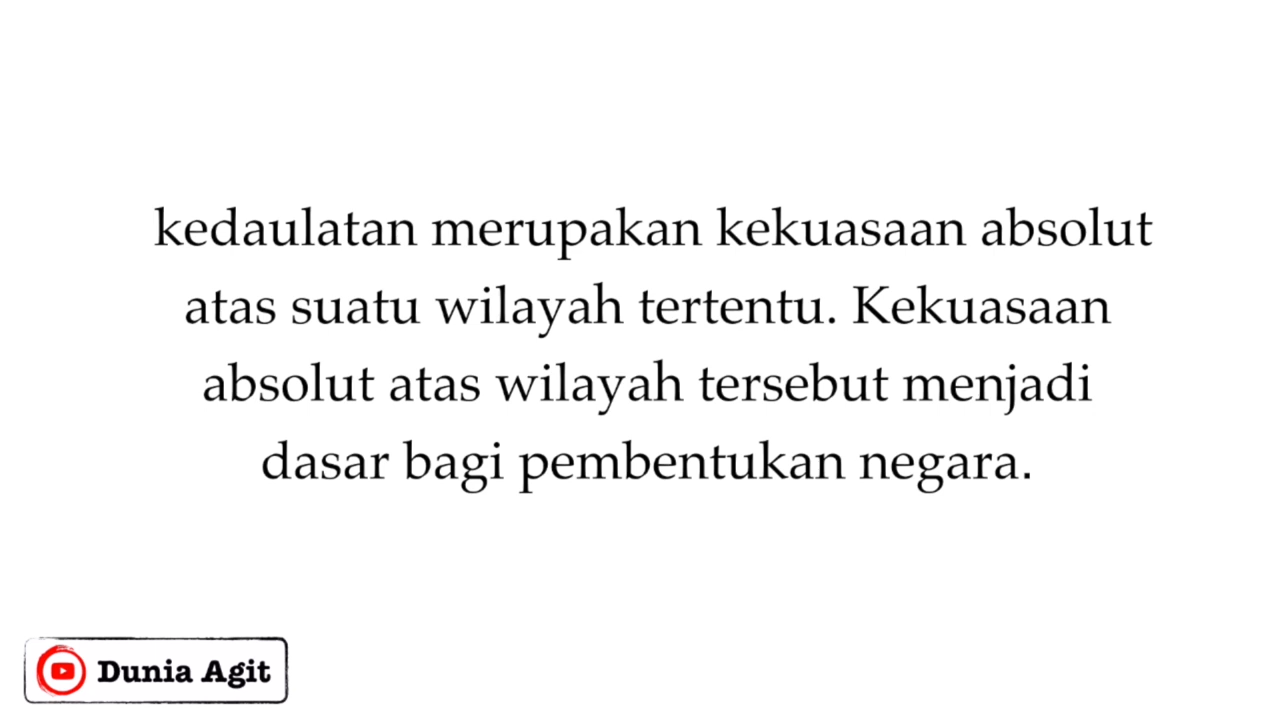 kedaulatan merupakan kekuasaan absolut
atas suatu wilayah tertentu. Kekuasaan
absolut atas wilayah tersebut menjadi
dasar bagi pembentukan negara.
Dunia Agit